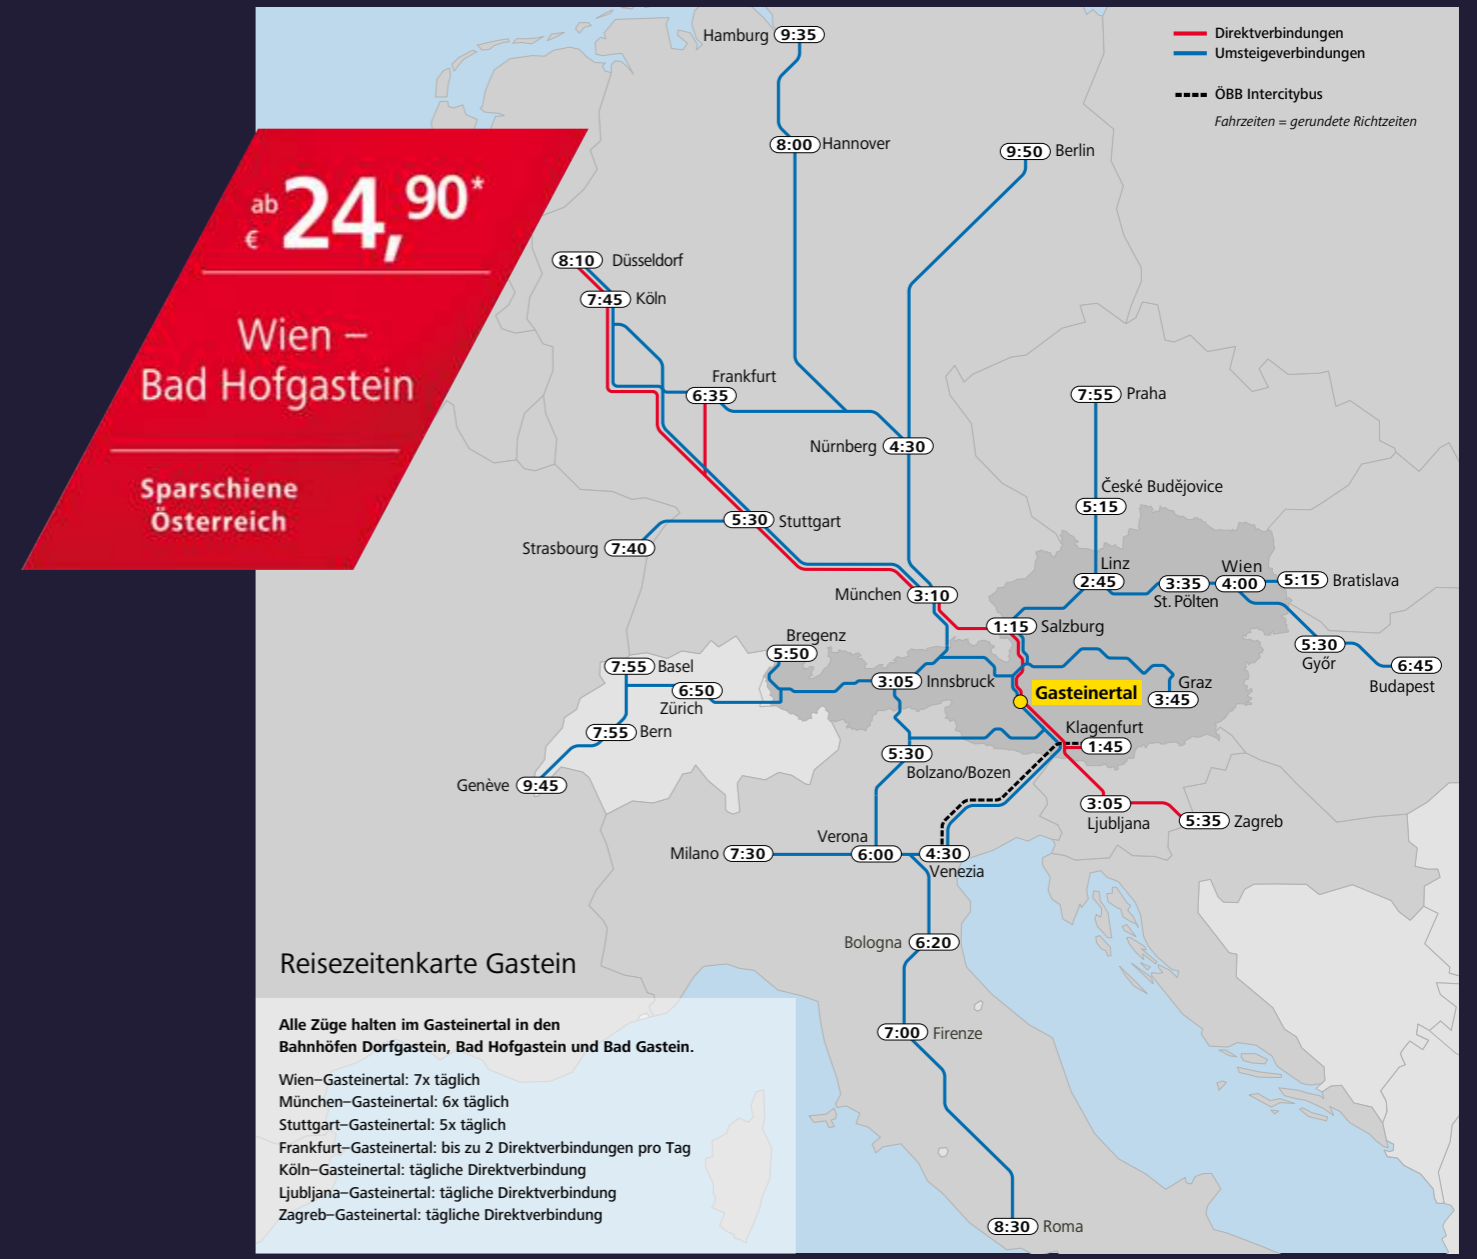 Direktverbindungen
Umsteigeverbindungen
ÖBB Intercitybus
Fahrzeiten = gerundete Richtzeiten
ab
€ 24,90*
Wien –
Bad Hofgastein
Sparschiene
Österreich
Hamburg 9:35
8:00 Hannover
9:50 Berlin
8:10 Düsseldorf
7:45 Köln
Frankfurt
6:35
7:55 Praha
Nürnberg 4:30
České Budějovice
5:15
5:30 Stuttgart
Strasbourg 7:40
Linz
2:45
3:35
St. Pölten
Wien
4:00
5:15 Bratislava
München 3:10
1:15 Salzburg
Bregenz
5:50
5:30
Győr
6:45
Budapest
7:55 Basel
6:50
Zürich
3:05 Innsbruck
Gasteinertal
Graz
3:45
7:55 Bern
Klagenfurt
1:45
5:30
Bolzano/Bozen
Genève 9:45
3:05
Ljubljana
5:35 Zagreb
Verona
6:00
Milano 7:30
4:30
Venezia
Bologna 6:20
7:00 Firenze
8:30 Roma
Reisezeitenkarte Gastein
Alle Züge halten im Gasteinertal in den
Bahnhöfen Dorfgastein, Bad Hofgastein und Bad Gastein.
Wien–Gasteinertal: 7x täglich
München–Gasteinertal: 6x täglich
Stuttgart–Gasteinertal: 5x täglich
Frankfurt–Gasteinertal: bis zu 2 Direktverbindungen pro Tag
Köln–Gasteinertal: tägliche Direktverbindung
Ljubljana–Gasteinertal: tägliche Direktverbindung
Zagreb–Gasteinertal: tägliche Direktverbindung